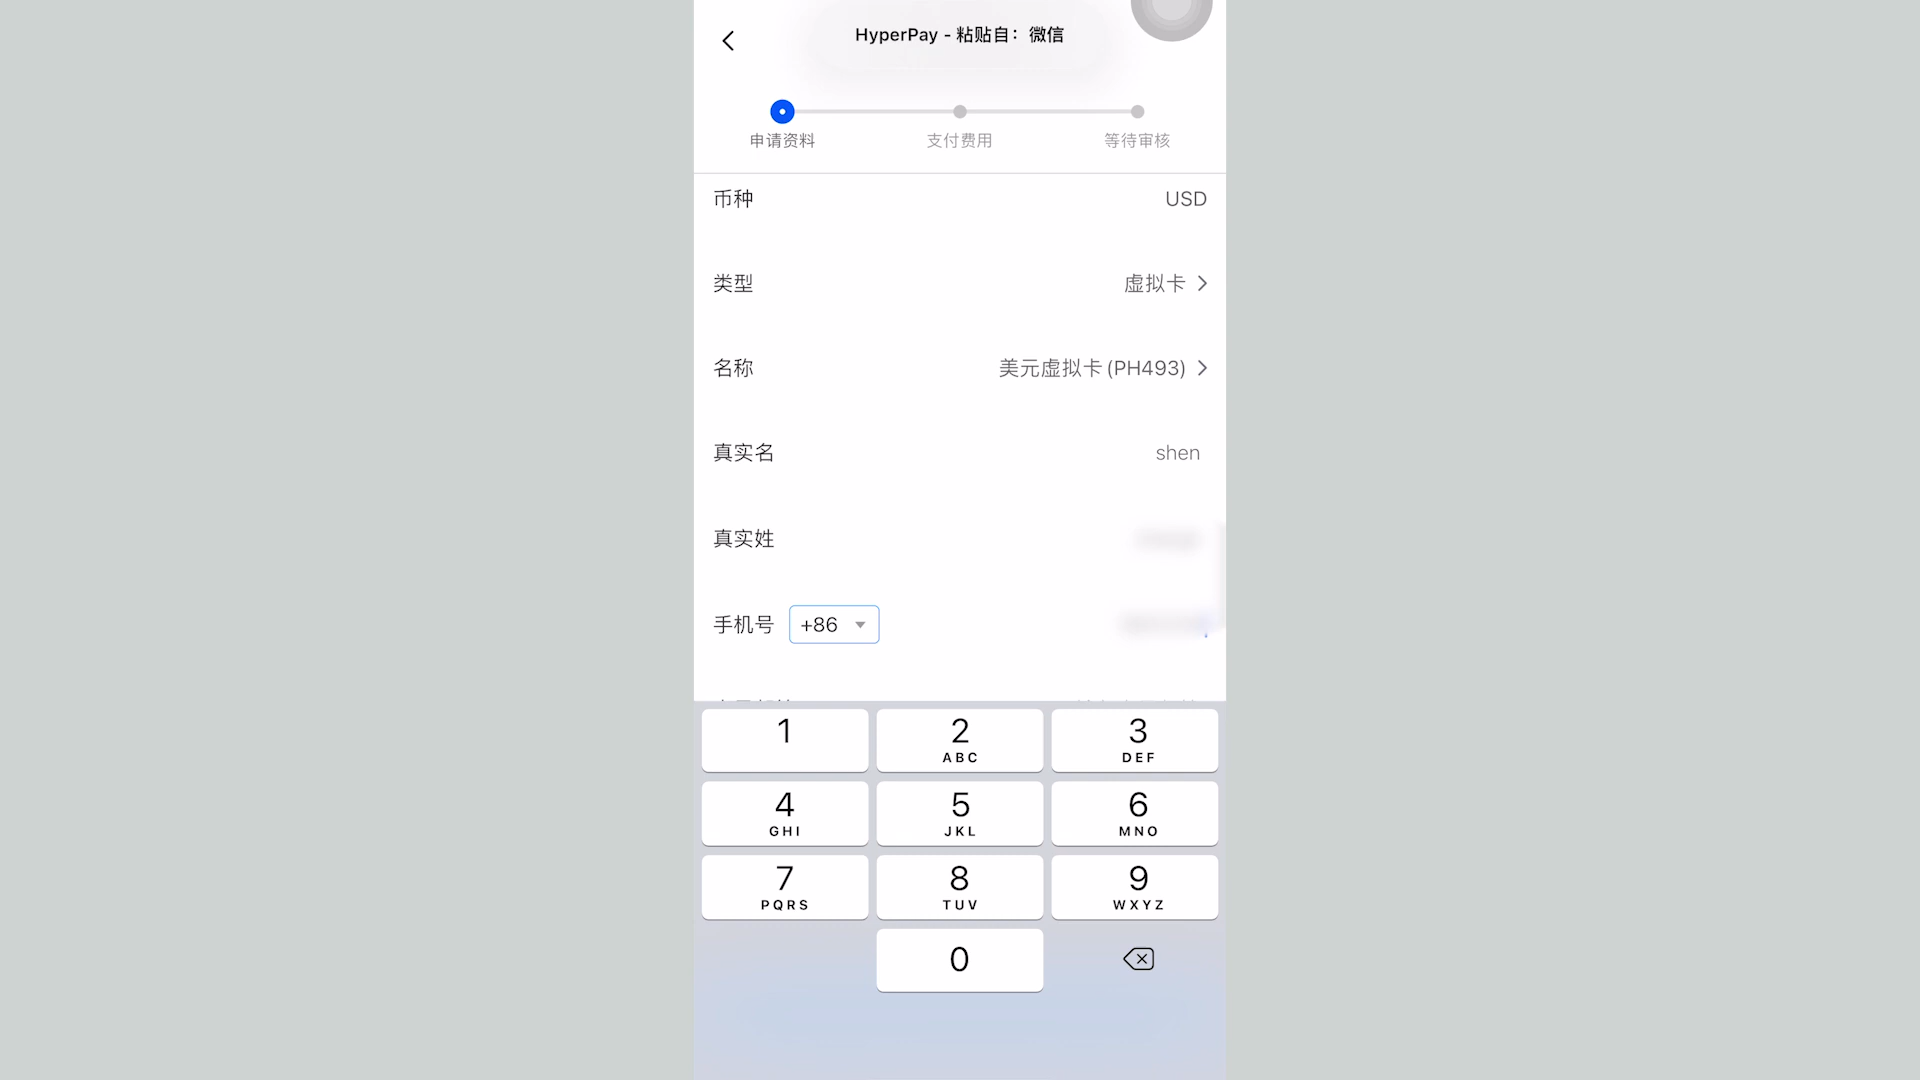 HyperPay - 粘贴自：微信
申请资料 支付费用 等待审核
币种 USD
类型 虚拟卡
名称 美元虚拟卡 (PH493)
真实名 shen
真实姓
手机号 +86
1 2 3
ABC DEF
4 5 6
GHI JKL MNO
7 8 9
PQRS TUV WXYZ
0